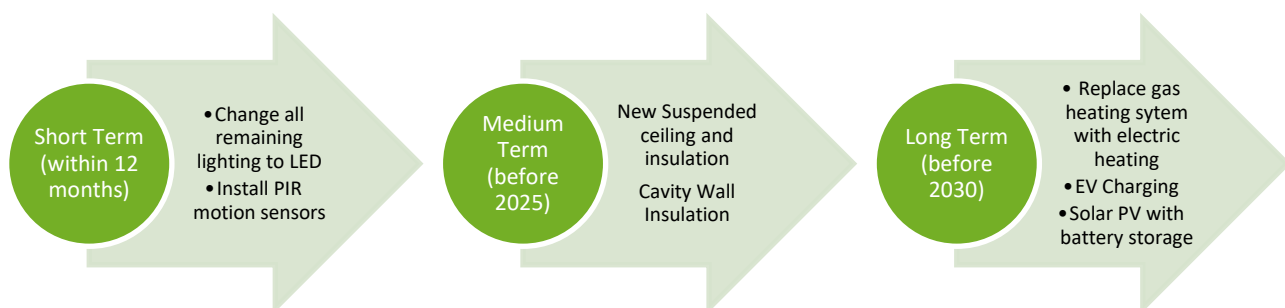 Short Term
(within 12
months)
•Change all
remaining
lighting to LED
•Install PIR
motion sensors
Medium
Term
(before
2025)
New Suspended
ceiling and
insulation
Cavity Wall
Insulation
Long Term
(before
2030)
• Replace gas
heating sytem
with electric
heating
•EV Charging
•Solar PV with
battery storage